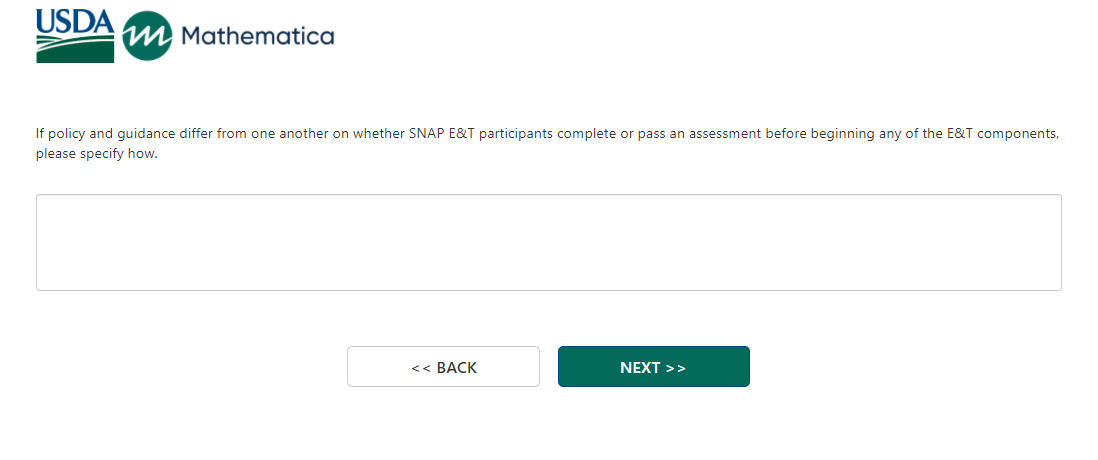 USDA
m Mathematica
If policy and guidance differ from one another on whether SNAP E&T participants complete or pass an assessment before beginning any of the E&T components,
please specify how.
<< BACK
NEXT >>